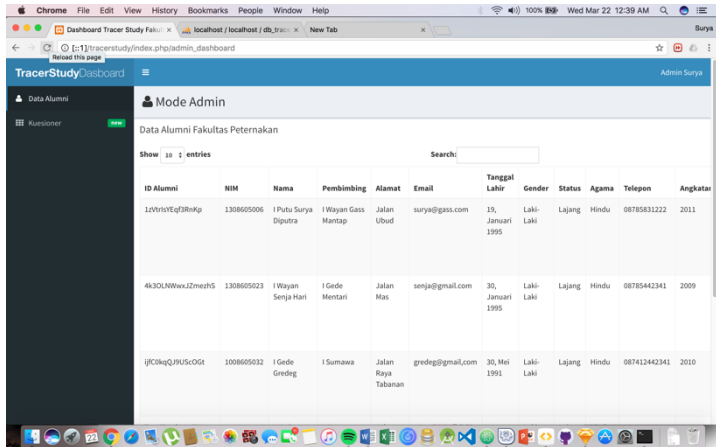 Chrome File Edit View History Bookmarks People Window Help 100% Wed Mar 22 12:39 AM
Dashboard Tracer Study Fakul localhost / localhost / db_trac New Tab Surya
[::1]/tracerstudy/index.php/admin_dashboard
Reload this page
TracerStudyDasboard Admin Surya
Data Alumni
Kuesioner new
Mode Admin
Data Alumni Fakultas Peternakan
Show 10 entries Search:
ID Alumni NIM Nama Pembimbing Alamat Email Tanggal Lahir Gender Status Agama Telepon Angkatan
1zVtrIsYEqf3RnKp 1308605006 I Putu Surya Diputra I Wayan Gass Mantap Jalan Ubud surya@gass.com 19, Januari 1995 Laki-Laki Lajang Hindu 08785831222 2011
4k3OLNWwxJZmezhS 1308605023 I Wayan Senja Hari I Gede Mentari Jalan Mas senja@gmail.com 30, Januari 1995 Laki-Laki Lajang Hindu 08785442341 2009
ijfC0kqQJ9UScOGt 1008605032 I Gede Gredeg I Sumawa Jalan Raya Tabanan gredeg@gmail,com 30, Mei 1991 Laki-Laki Lajang Hindu 087412442341 2010